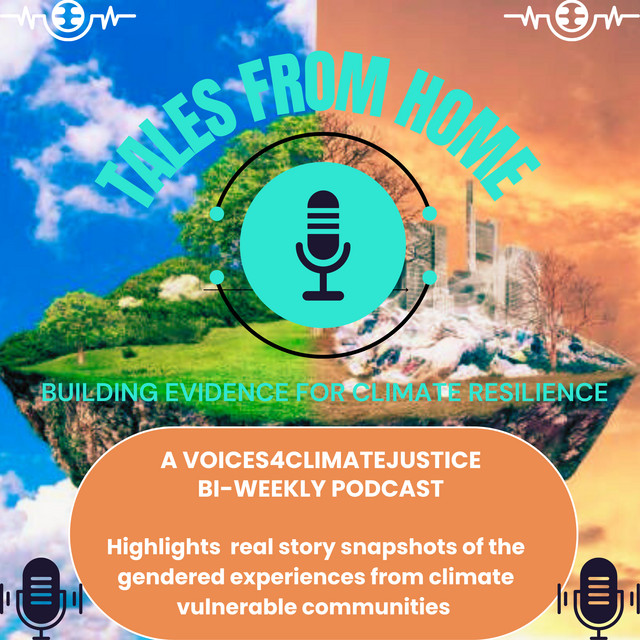 TALES FROM HOME
BUILDING EVIDENCE FOR CLIMATE RESILIENCE
A VOICES4CLIMATEJUSTICE
BI-WEEKLY PODCAST
Highlights real story snapshots of the
gendered experiences from climate
vulnerable communities